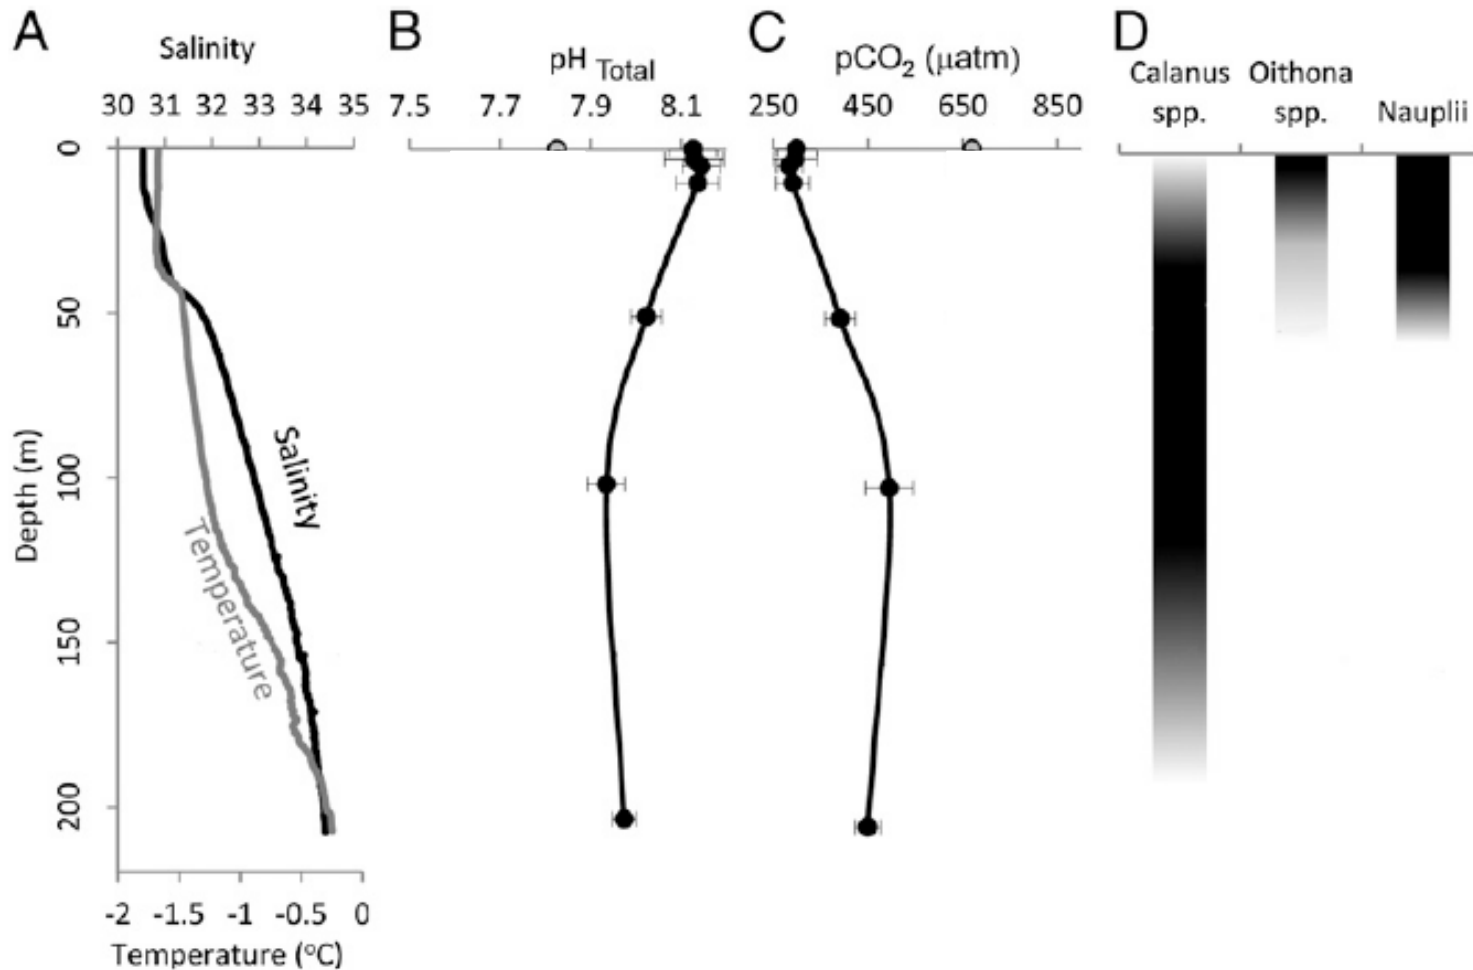 A
Salinity
30 31 32 33 34 35
B
pH Total
7.5 7.7 7.9 8.1
C
pCO₂ (µatm)
250 450 650 850
D
Calanus spp.
Oithona spp.
Nauplii
Depth (m)
0
50
100
150
200
Salinity
Temperature
-2 -1.5 -1 -0.5 0
Temperature (°C)